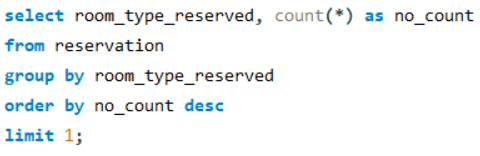 select room_type_reserved, count(*) as no_count
from reservation
group by room_type_reserved
order by no_count desc
limit 1;